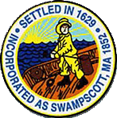 SETTLED IN 1629
INCORPORATED AS SWAMPSCOTT, MA 1852